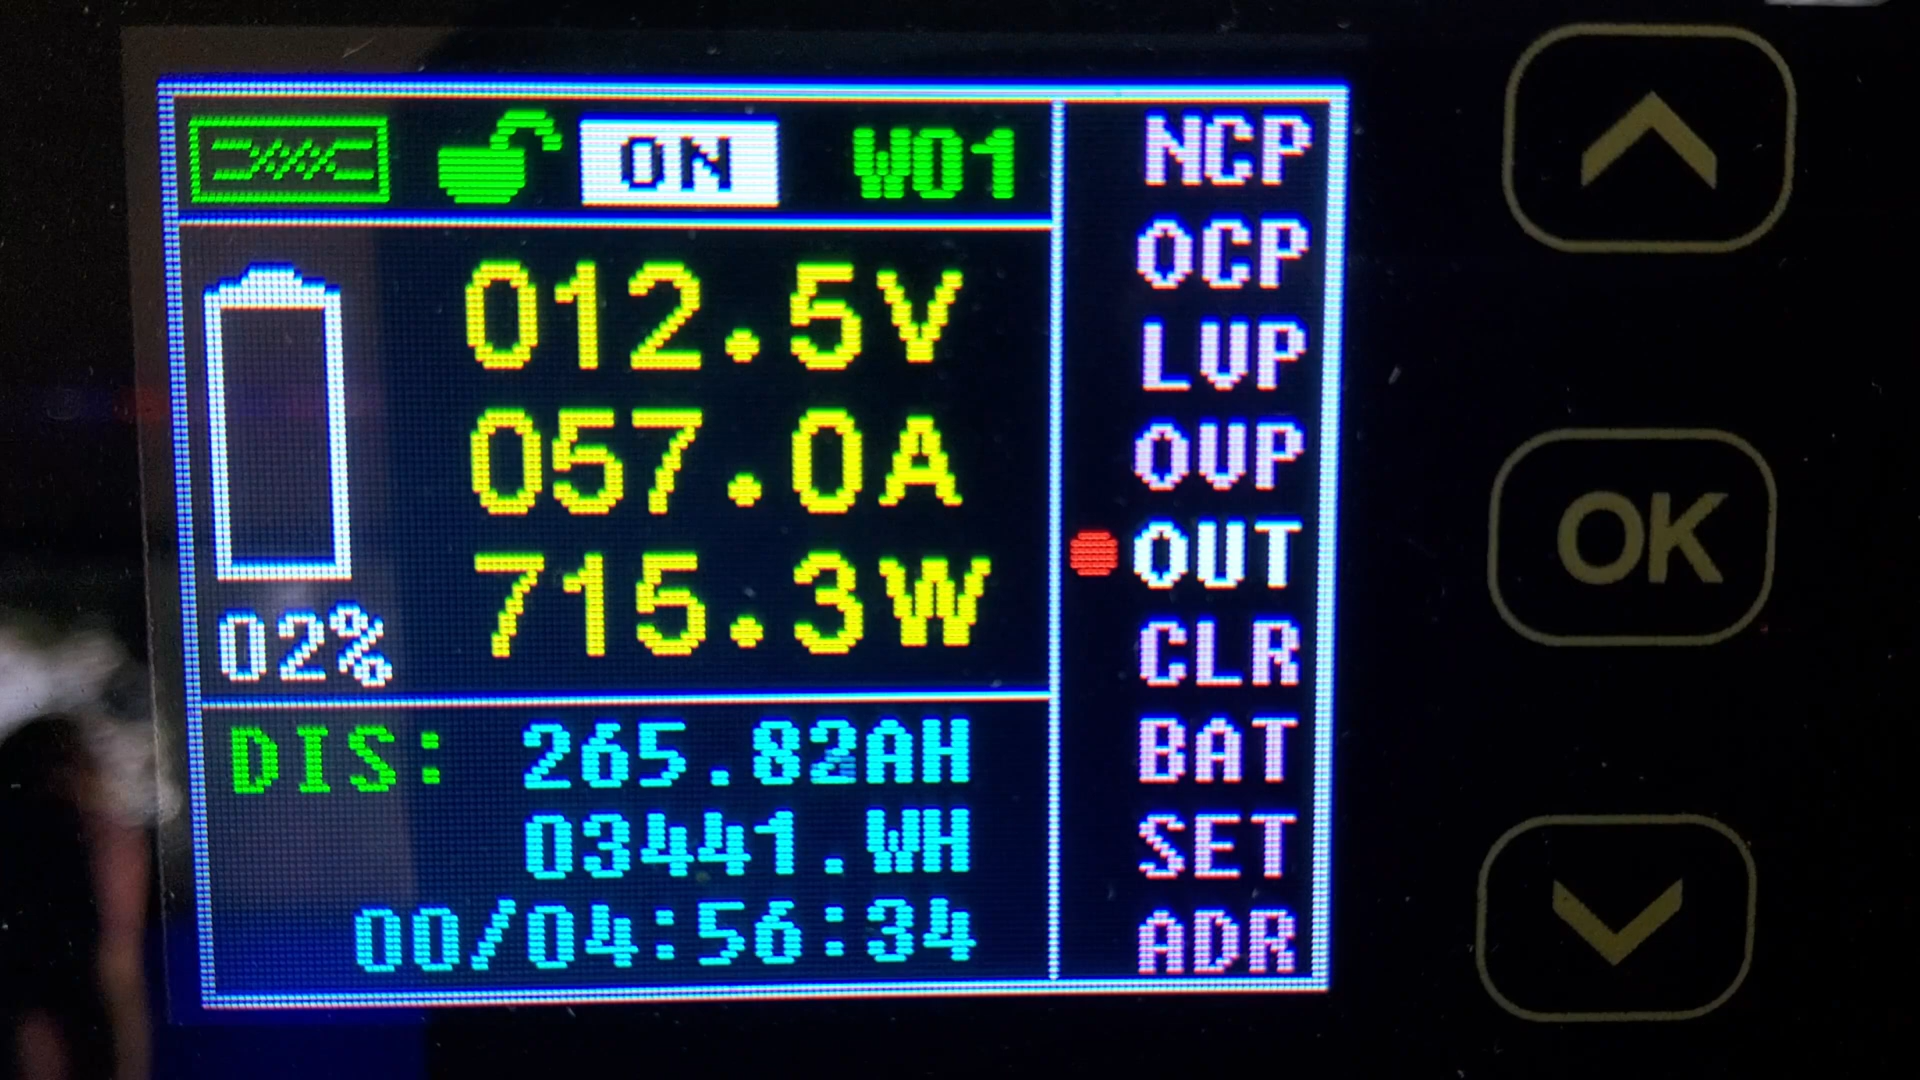 ON W01
012.5V
057.0A
715.3W
02%
DIS: 265.82AH
03441.WH
00/04:56:34
NCP
OCP
LVP
OVP
OUT
CLR
BAT
SET
ADR
OK